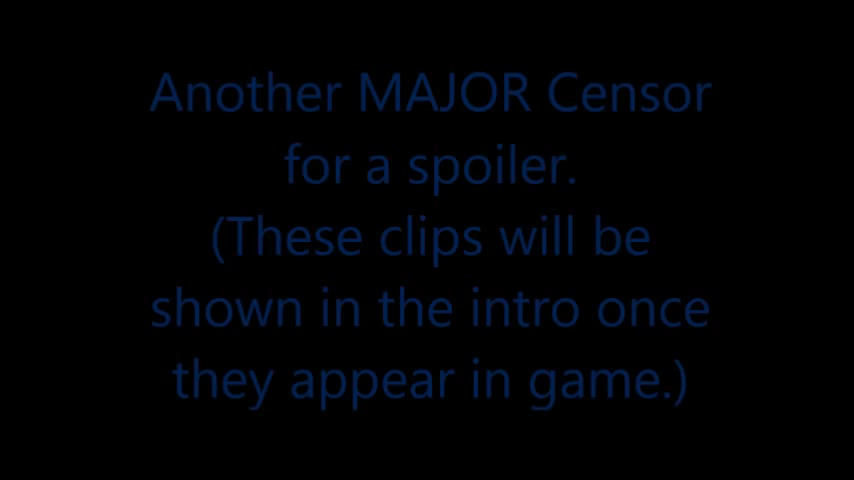 Another MAJOR Censor
for a spoiler.
(These clips will be
shown in the intro once
they appear in game.)